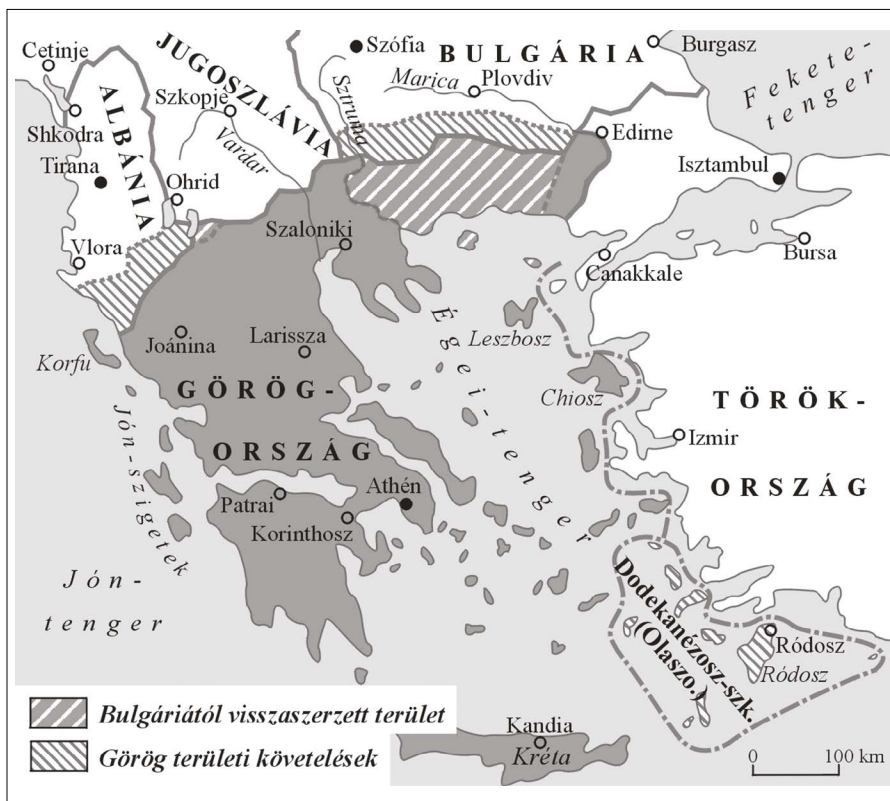 Cetinje
JUGOSZLÁVIA
Szófia
BULGÁRIA
Burgasz
Fekete-
tenger
Marica
Plovdiv
Szkopje
Sztruma
Shkodra
ALBÁNIA
Vardar
Edirne
Tirana
Isztambul
Ohrid
Szaloniki
Vlora
Canakkale
Bursa
Égei-tenger
Leszbosz
Korfu
Joánina
Larissza
GÖRÖG-
ORSZÁG
Chiosz
TÖRÖK-
ORSZÁG
Izmir
Jón-szigetek
Patrai
Athén
Korinthosz
Jón-
tenger
Dodekanézosz-szk.
(Olaszo.)
Ródosz
Ródosz
Bulgáriától visszaszerzett terület
Görög területi követelések
Kandia
Kréta
0 100 km